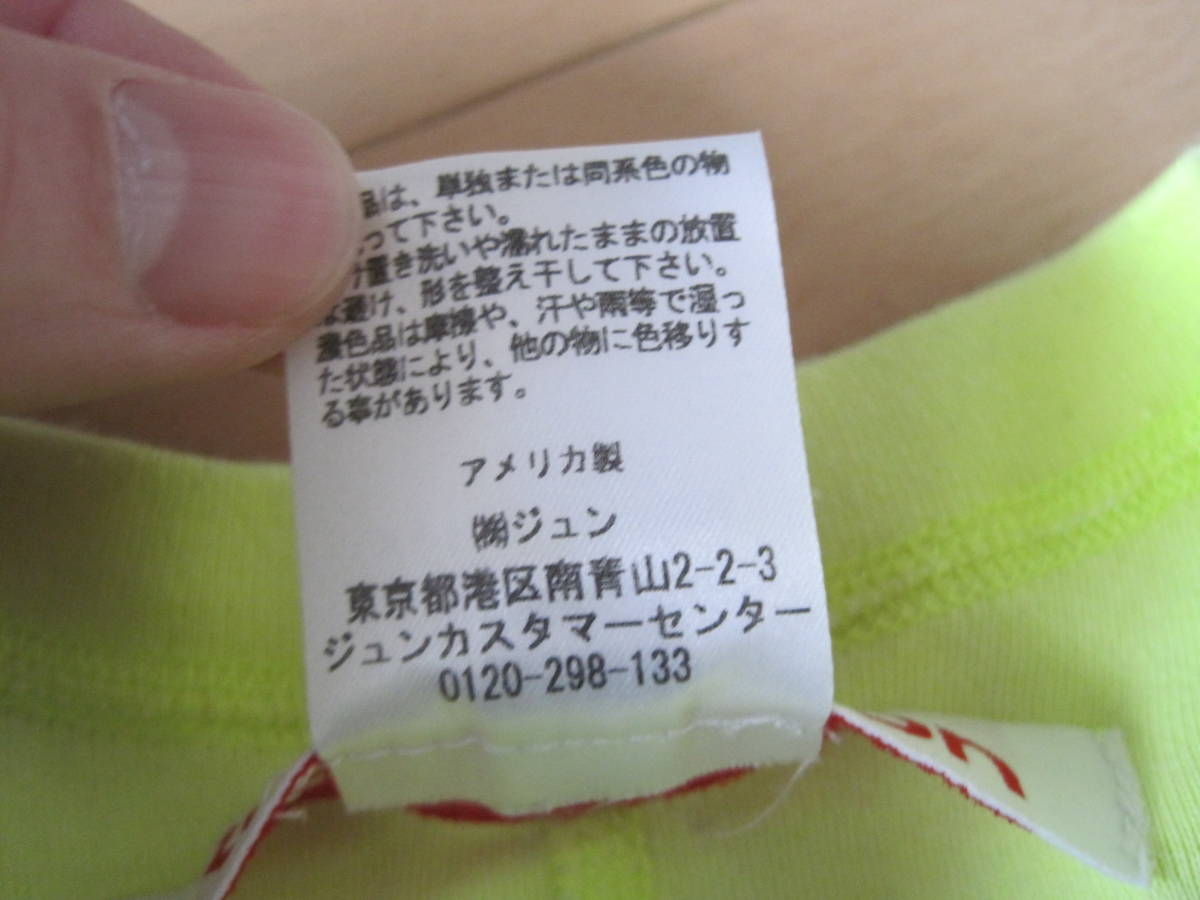 品は、単独または同系色の物
って下さい。
置き洗いや濡れたままの放置
避け、形を整え干して下さい。
濃色品は摩擦や、汗や雨等で湿っ
た状態により、他の物に色移りす
る事があります。
アメリカ製
㈱ジュン
東京都港区南青山2-2-3
ジュンカスタマーセンター
0120-298-133